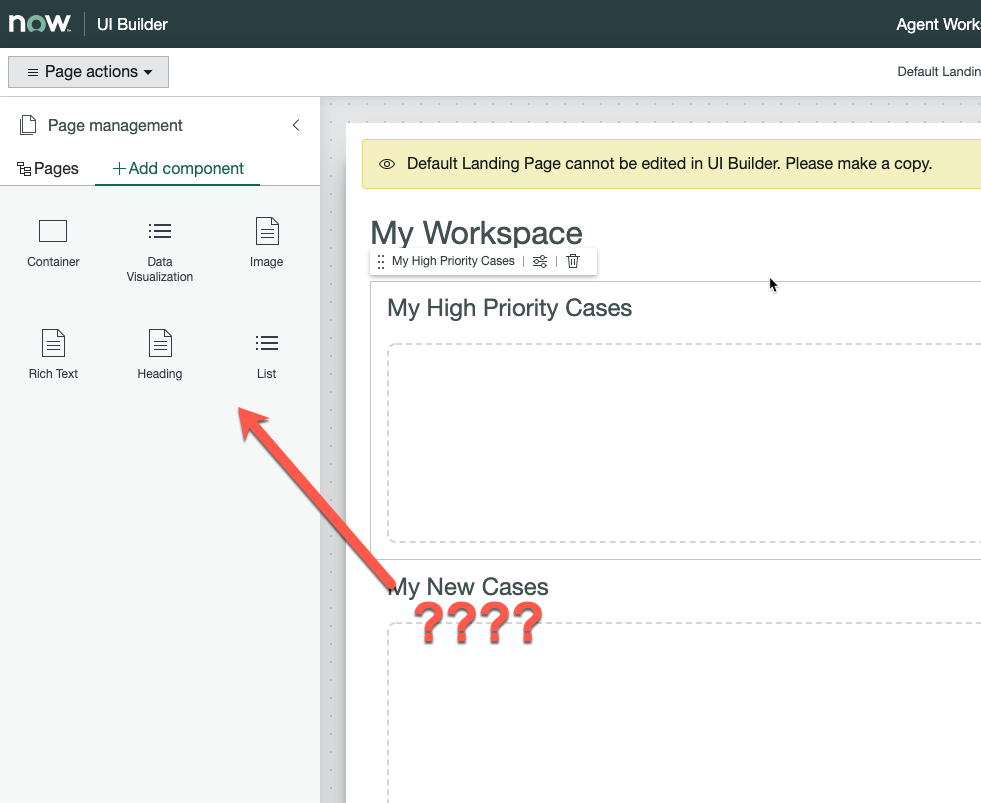 now. UI Builder Agent Works
Page actions Default Landin
Page management
Pages + Add component
Default Landing Page cannot be edited in UI Builder. Please make a copy.
Container Data Visualization Image
My Workspace
My High Priority Cases
My High Priority Cases
Rich Text Heading List
My New Cases
????